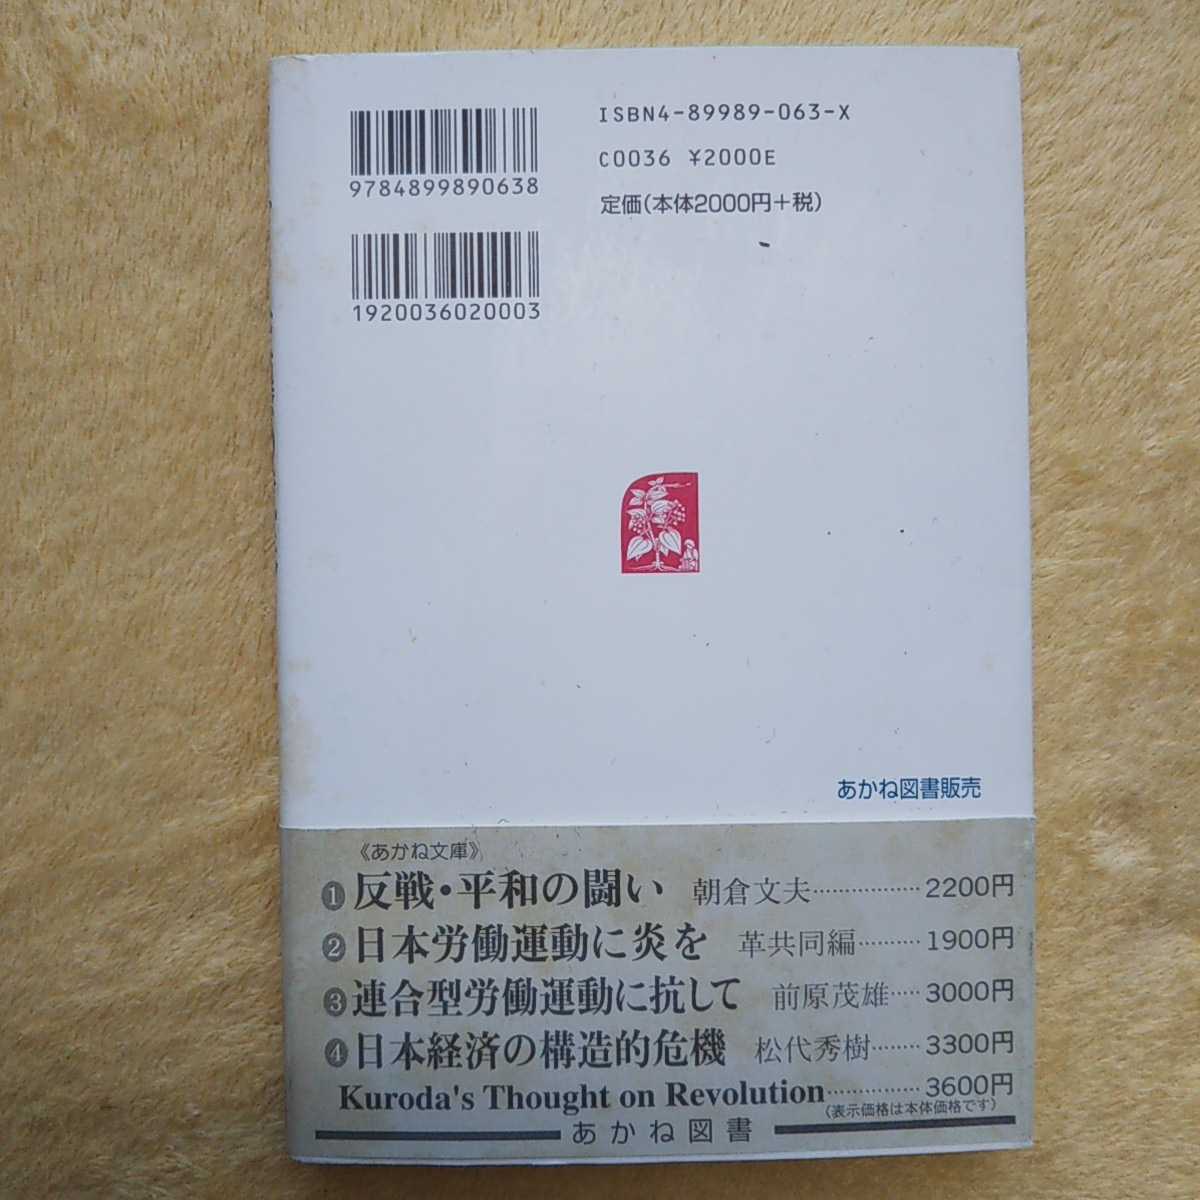 ISBN4-89989-063-X
9784899890638
C0036 ¥2000E
定価(本体2000円+税)
1920036020003
あかね図書販売
《あかね文庫》
❶反戦・平和の闘い 朝倉文夫………………2200円
❷日本労働運動に炎を 革共同編………1900円
❸連合型労働運動に抗して 前原茂雄……3000円
❹日本経済の構造的危機 松代秀樹………3300円
Kuroda's Thought on Revolution……………3600円
(表示価格は本体価格です)
あかね図書